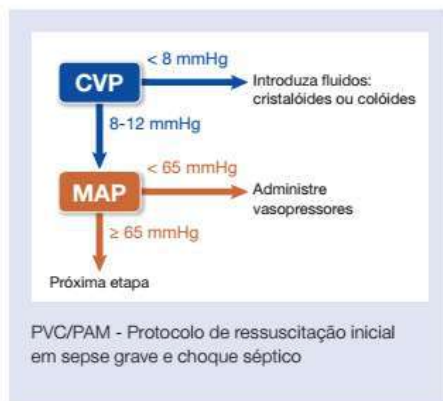 CVP
< 8 mmHg
Introduza fluidos:
cristalóides ou colóides
8-12 mmHg
MAP
< 65 mmHg
Administre
vasopressores
≥ 65 mmHg
Próxima etapa
PVC/PAM - Protocolo de ressuscitação inicial
em sepse grave e choque séptico